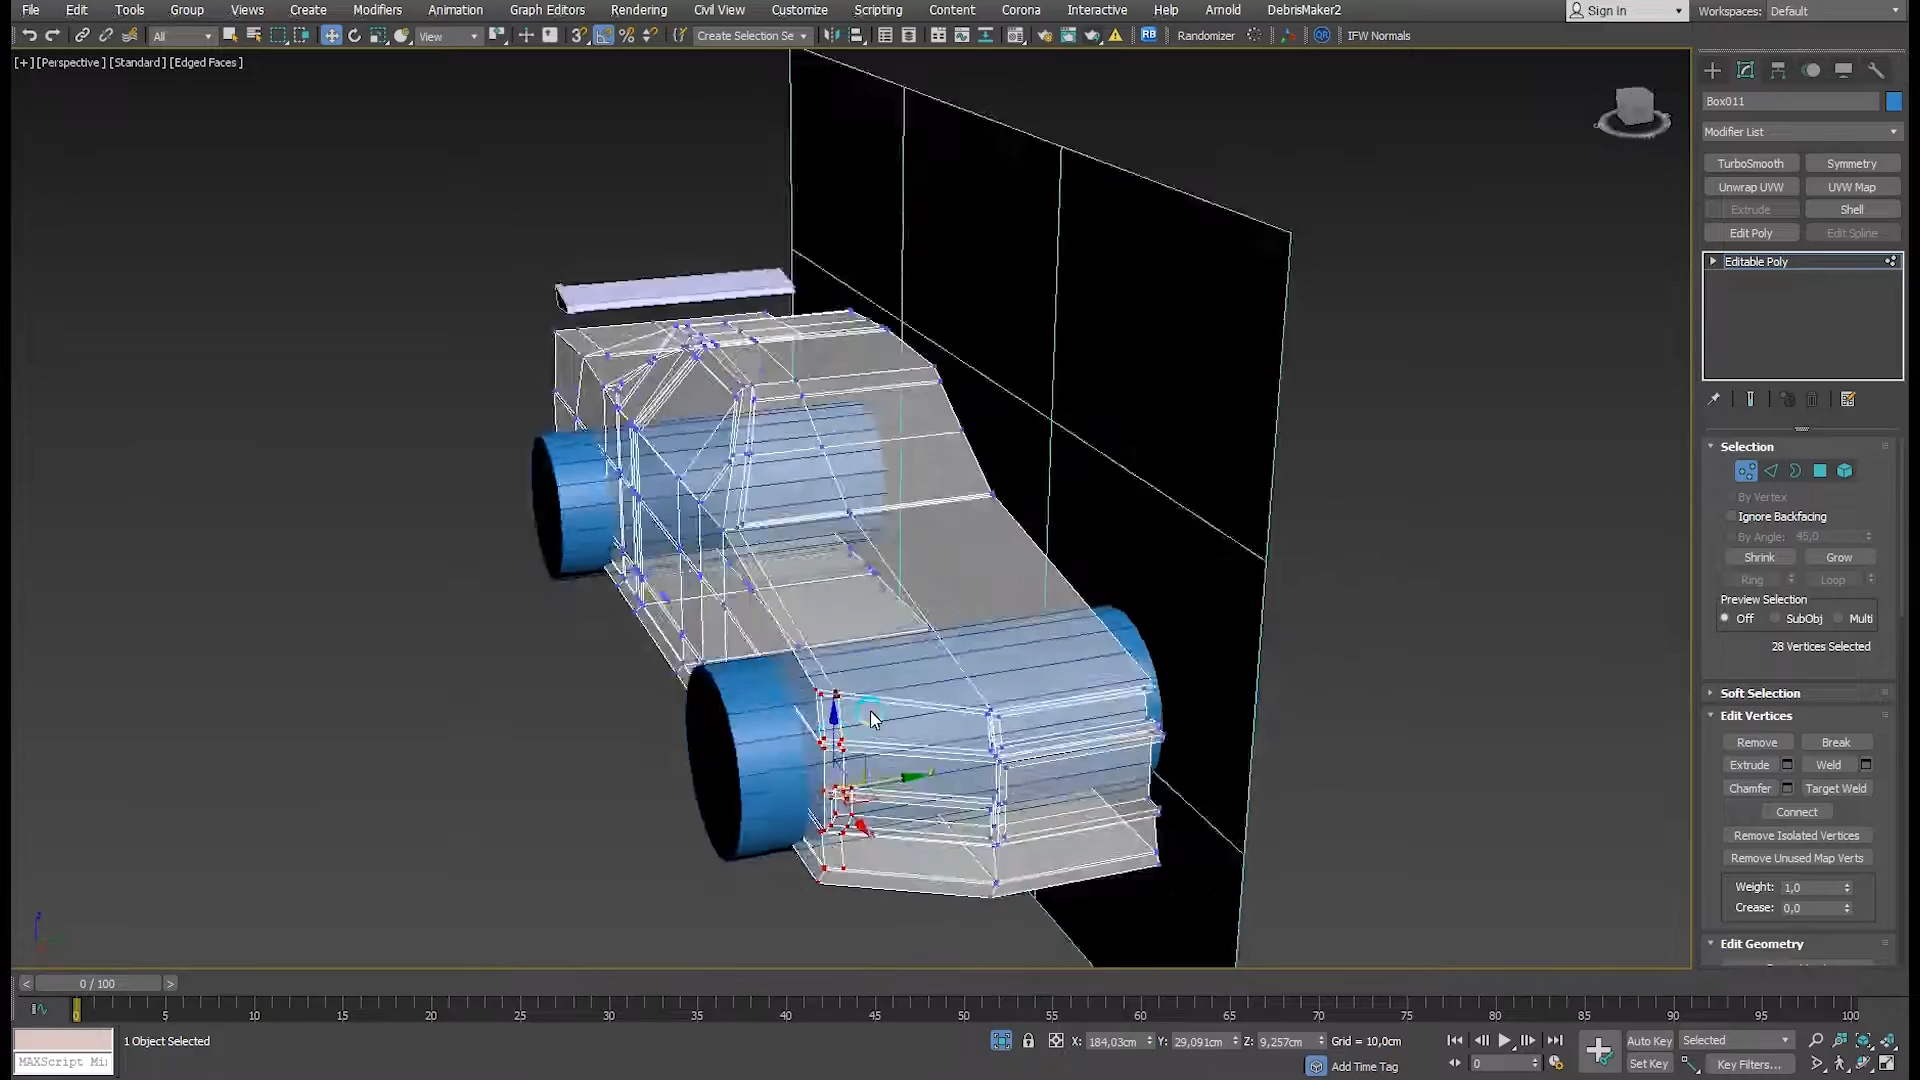 File Edit Tools Group Views Create Modifiers Animation Graph Editors Rendering Civil View Customize Scripting Content Corona Interactive Help Arnold DebrisMaker2 Sign In Workspaces: Default
All View Create Selection Se RB Randomizer QR IFW Normals
[+] [Perspective ] [Standard ] [Edged Faces ]
Box011
Modifier List
TurboSmooth Symmetry
Unwrap UVW UVW Map
Extrude Shell
Edit Poly Edit Spline
Editable Poly
Selection
By Vertex
Ignore Backfacing
By Angle: 45,0
Shrink Grow
Ring Loop
Preview Selection
Off SubObj Multi
28 Vertices Selected
Soft Selection
Edit Vertices
Remove Break
Extrude Weld
Chamfer Target Weld
Connect
Remove Isolated Vertices
Remove Unused Map Verts
Weight: 1,0
Crease: 0,0
Edit Geometry
< 0 / 100 >
0 5 10 15 20 25 30 35 40 45 50 55 60 65 70 75 80 85 90 95 100
1 Object Selected X: 184,03cm Y: 29,091cm Z: 9,257cm Grid = 10,0cm Auto Key Selected
MAXScript Mi Add Time Tag 0 Set Key Key Filters...